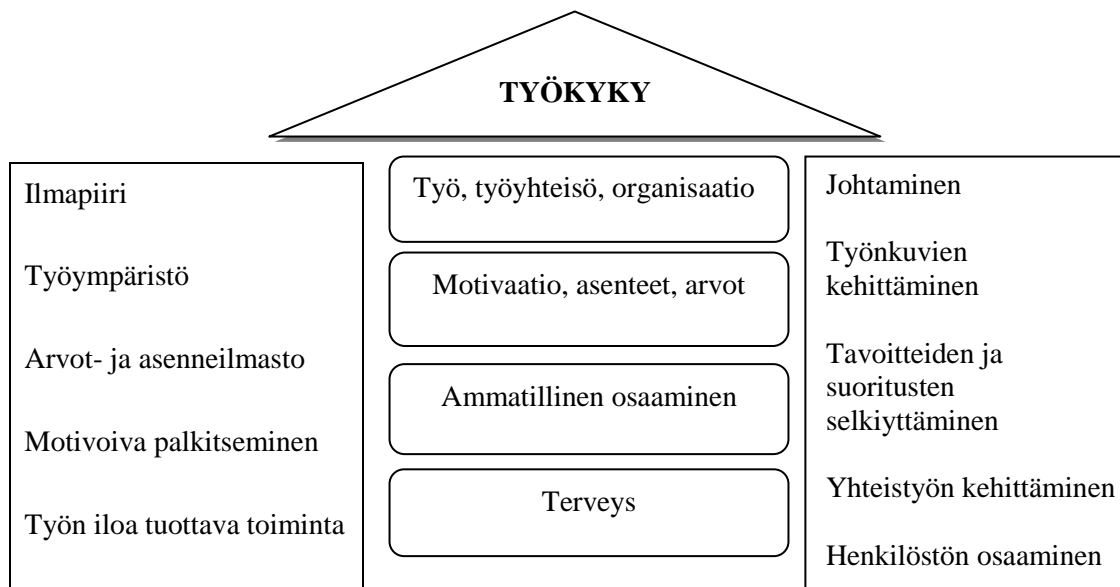 TYÖKYKY
Ilmapiiri
Työympäristö
Arvot- ja asenneilmasto
Motivoiva palkitseminen
Työn iloa tuottava toiminta
Työ, työyhteisö, organisaatio
Motivaatio, asenteet, arvot
Ammatillinen osaaminen
Terveys
Johtaminen
Työnkuvien
kehittäminen
Tavoitteiden ja
suoritusten
selkiyttäminen
Yhteistyön kehittäminen
Henkilöstön osaaminen